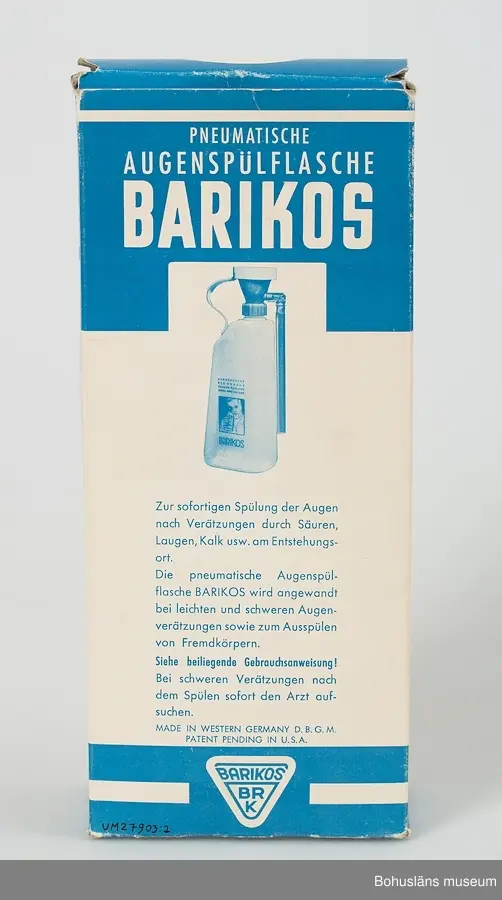 PNEUMATISCHE
AUGENSPÜLFLASCHE
BARIKOS
BARIKOS
Zur sofortigen Spülung der Augen
nach Verätzungen durch Säuren,
Laugen, Kalk usw. am Entstehungs-
ort.
Die pneumatische Augenspül-
flasche BARIKOS wird angewandt
bei leichten und schweren Augen-
verätzungen sowie zum Ausspülen
von Fremdkörpern.
Siehe beiliegende Gebrauchsanweisung!
Bei schweren Verätzungen nach
dem Spülen sofort den Arzt auf-
suchen.
MADE IN WESTERN GERMANY D. B. G. M.
PATENT PENDING IN U.S.A.
BARIKOS
BR
K
UM27903:2
Bohusläns museum